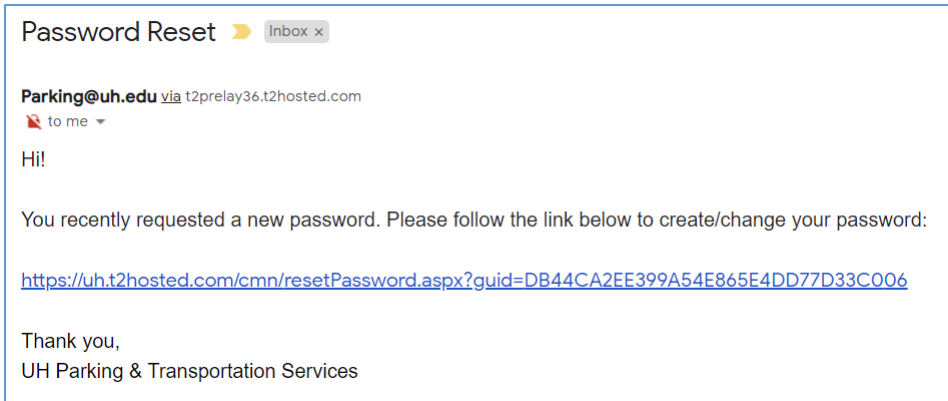 Password Reset Inbox x
Parking@uh.edu via t2prelay36.t2hosted.com
to me
Hi!
You recently requested a new password. Please follow the link below to create/change your password:
https://uh.t2hosted.com/cmn/resetPassword.aspx?guid=DB44CA2EE399A54E865E4DD77D33C006
Thank you,
UH Parking & Transportation Services